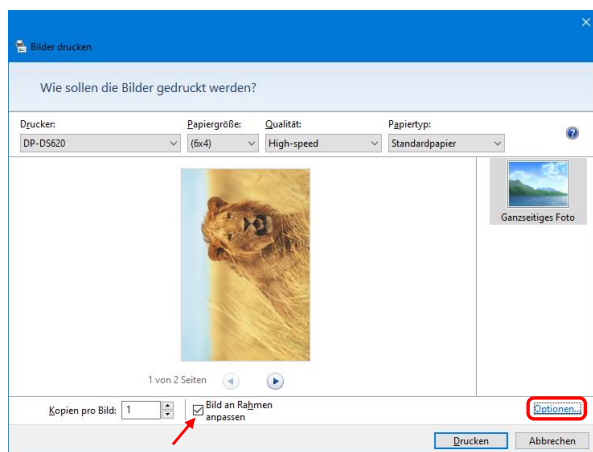 Bilder drucken
Wie sollen die Bilder gedruckt werden?
Drucker: Papiergröße: Qualität: Papiertyp:
DP-DS620 (6x4) High-speed Standardpapier
Ganzseitiges Foto
1 von 2 Seiten
Kopien pro Bild: 1 Bild an Rahmen
anpassen
Optionen...
Drucken Abbrechen